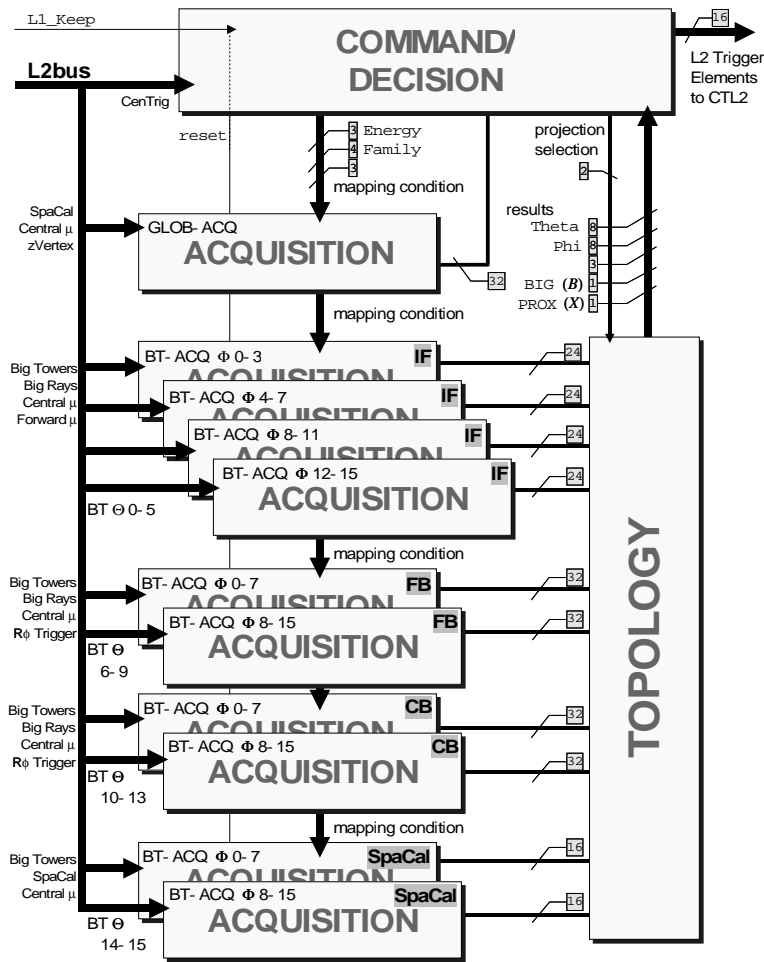 L1_Keep
COMMAND/
DECISION
16
L2 Trigger
Elements
to CTL2
L2bus
CenTrig
reset
3 Energy
4 Family
3
mapping condition
projection
selection
2
results
Theta 8
Phi 8
3
BIG (B) 1
PROX (X) 1
SpaCal
Central μ
zVertex
GLOB- ACQ
ACQUISITION
32
mapping condition
Big Towers
Big Rays
Central μ
Forward μ
BT- ACQ Φ 0- 3 IF
ACQUISITION
24
BT- ACQ Φ 4- 7 IF
ACQUISITION
24
BT- ACQ Φ 8- 11 IF
ACQUISITION
24
BT- ACQ Φ 12- 15 IF
ACQUISITION
24
BT Θ 0- 5
mapping condition
TOPOLOGY
Big Towers
Big Rays
Central μ
Rϕ Trigger
BT- ACQ Φ 0- 7 FB
ACQUISITION
32
BT- ACQ Φ 8- 15 FB
ACQUISITION
32
BT Θ
6- 9
Big Towers
Big Rays
Central μ
Rϕ Trigger
BT- ACQ Φ 0- 7 CB
ACQUISITION
32
BT- ACQ Φ 8- 15 CB
ACQUISITION
32
BT Θ
10- 13
mapping condition
Big Towers
SpaCal
Central μ
BT- ACQ Φ 0- 7 SpaCal
ACQUISITION
16
BT- ACQ Φ 8- 15 SpaCal
ACQUISITION
16
BT Θ
14- 15